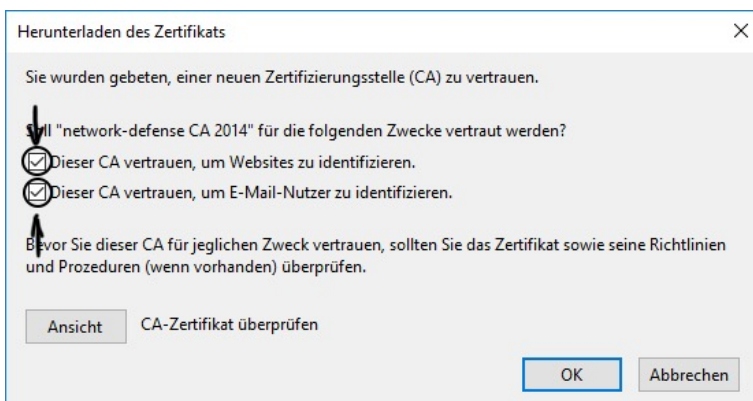 Herunterladen des Zertifikats
Sie wurden gebeten, einer neuen Zertifizierungsstelle (CA) zu vertrauen.
Soll "network-defense CA 2014" für die folgenden Zwecke vertraut werden?
Dieser CA vertrauen, um Websites zu identifizieren.
Dieser CA vertrauen, um E-Mail-Nutzer zu identifizieren.
Bevor Sie dieser CA für jeglichen Zweck vertrauen, sollten Sie das Zertifikat sowie seine Richtlinien
und Prozeduren (wenn vorhanden) überprüfen.
Ansicht CA-Zertifikat überprüfen
OK Abbrechen